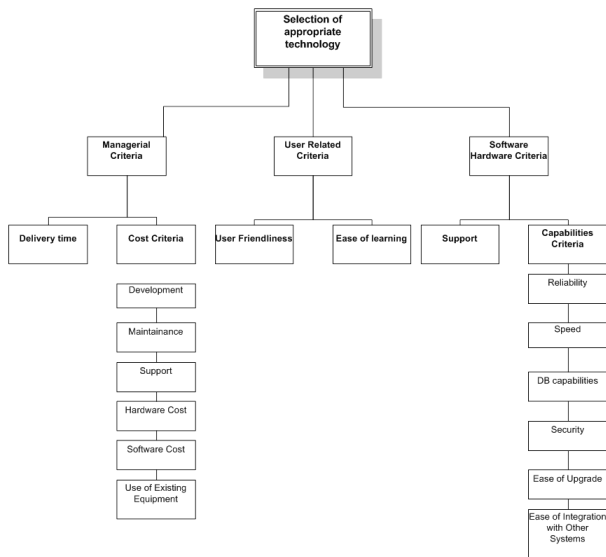 Selection of
appropriate
technology
Managerial
Criteria
User Related
Criteria
Software
Hardware Criteria
Delivery time
Cost Criteria
User Friendliness
Ease of learning
Support
Capabilities
Criteria
Development
Maintainance
Support
Hardware Cost
Software Cost
Use of Existing
Equipment
Reliability
Speed
DB capabilities
Security
Ease of Upgrade
Ease of Integration
with Other
Systems